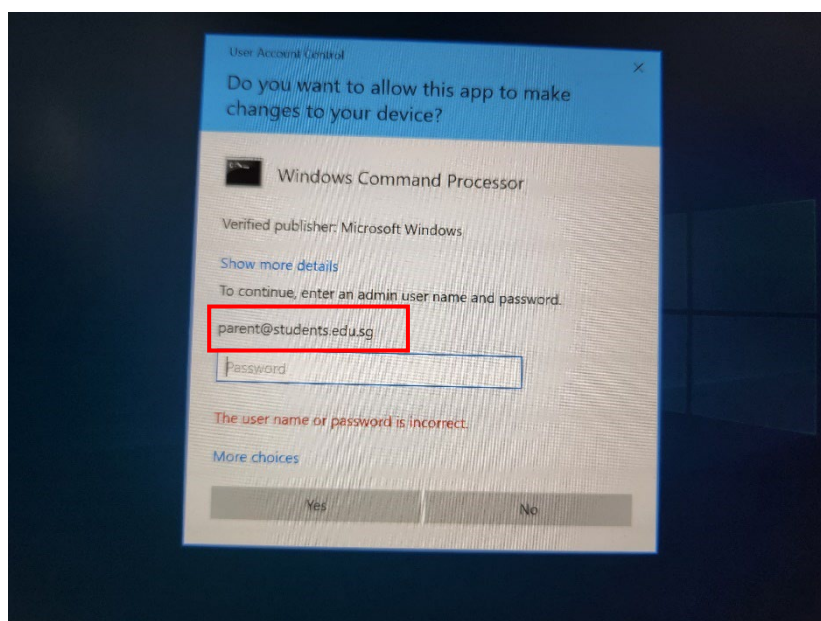 User Account Control
Do you want to allow this app to make
changes to your device?
Windows Command Processor
Verified publisher: Microsoft Windows
Show more details
To continue, enter an admin user name and password.
parent@students.edu.sg
Password
The user name or password is incorrect.
More choices
Yes
No